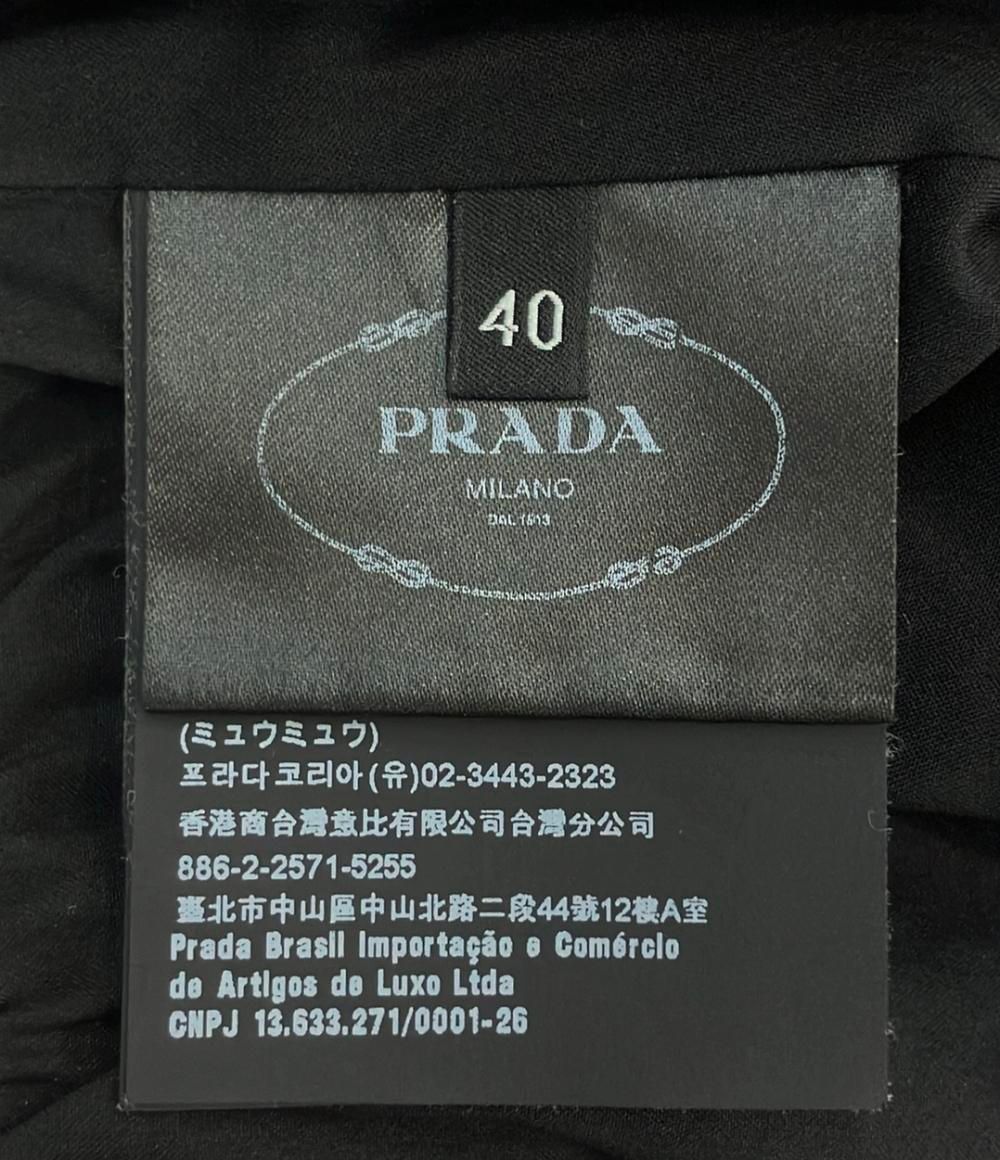 40
PRADA
MILANO
DAL 1913
(ミュウミュウ)
프라다코리아(유)02-3443-2323
香港商台灣意比有限公司台灣分公司
886-2-2571-5255
臺北市中山區中山北路二段44號12樓A室
Prada Brasil Importação e Comércio
de Artigos de Luxo Ltda
CNPJ 13.633.271/0001-26